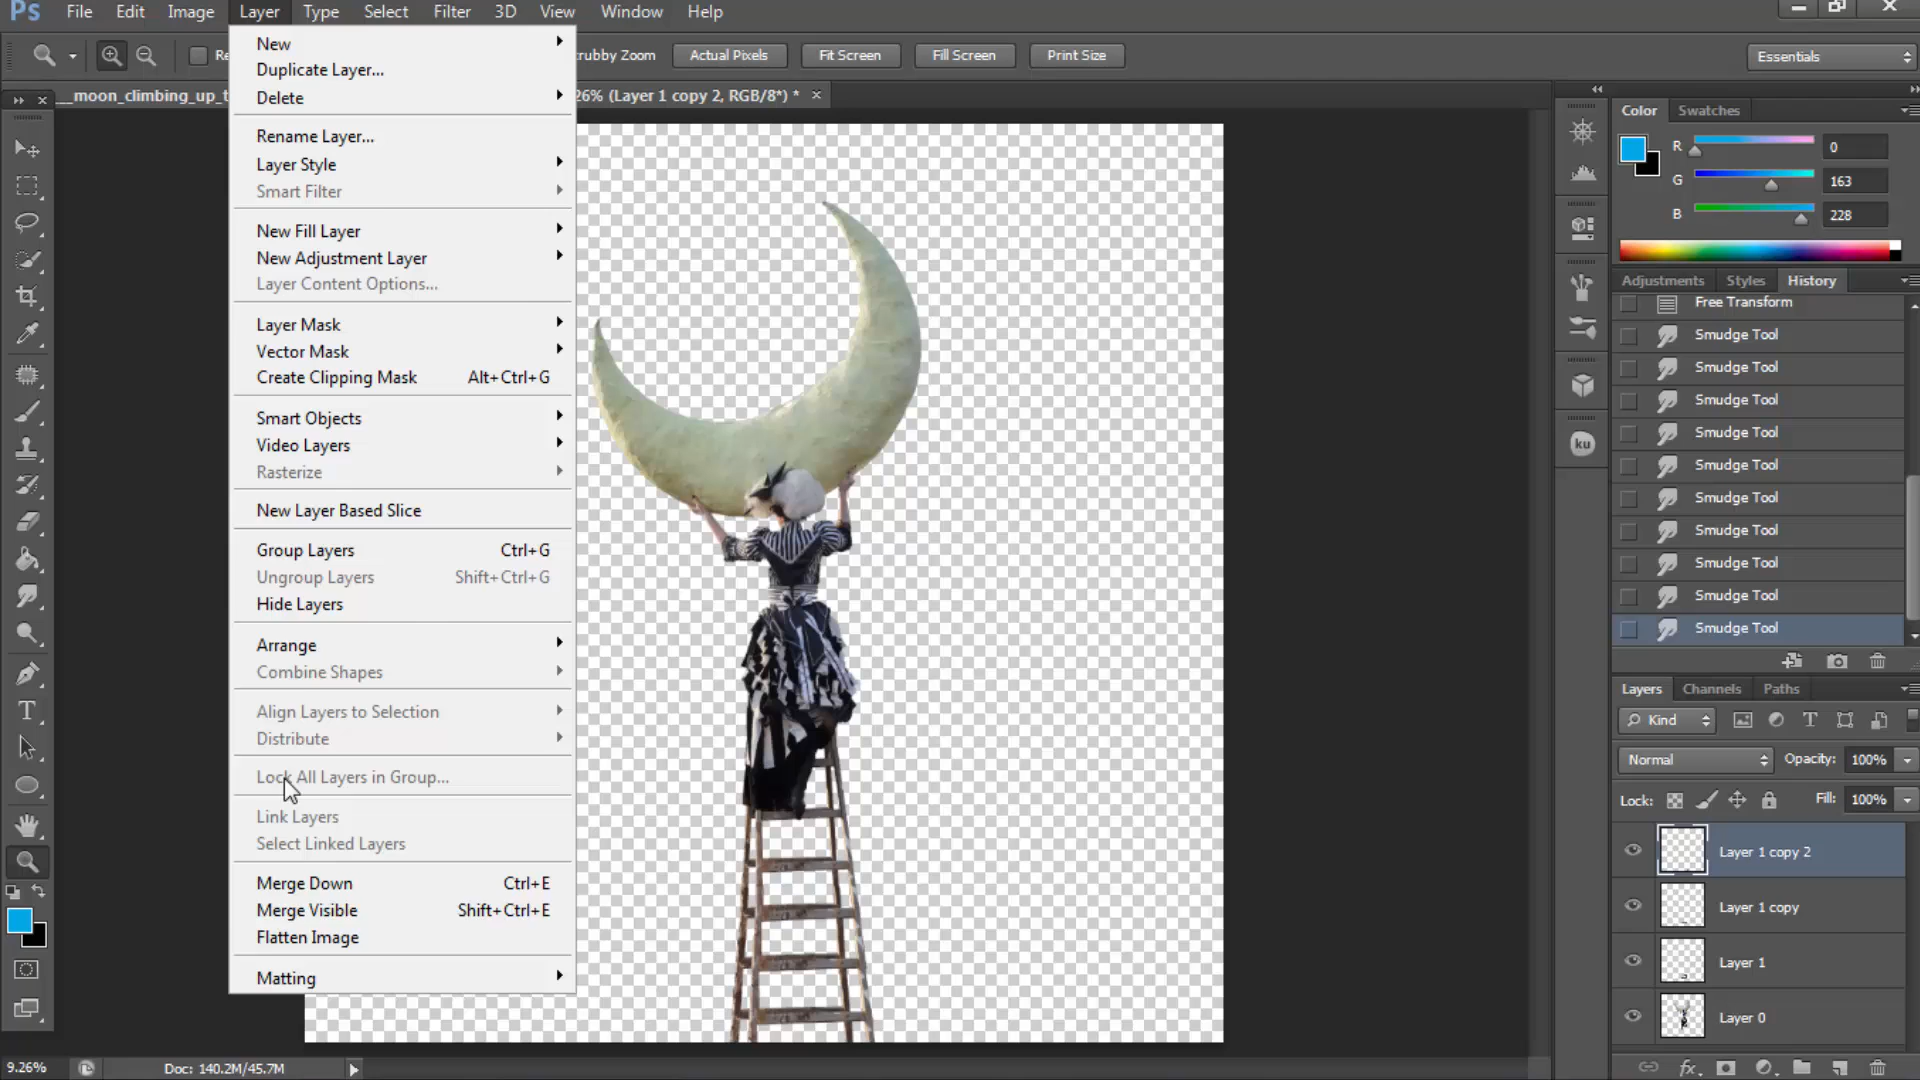 Ps File Edit Image Layer Type Select Filter 3D View Window Help
Re
crubby Zoom Actual Pixels Fit Screen Fill Screen Print Size Essentials
__moon_climbing_up_t
26% (Layer 1 copy 2, RGB/8*) * ×
New
Duplicate Layer...
Delete
Rename Layer...
Layer Style
Smart Filter
New Fill Layer
New Adjustment Layer
Layer Content Options...
Layer Mask
Vector Mask
Create Clipping Mask Alt+Ctrl+G
Smart Objects
Video Layers
Rasterize
New Layer Based Slice
Group Layers Ctrl+G
Ungroup Layers Shift+Ctrl+G
Hide Layers
Arrange
Combine Shapes
Align Layers to Selection
Distribute
Lock All Layers in Group...
Link Layers
Select Linked Layers
Merge Down Ctrl+E
Merge Visible Shift+Ctrl+E
Flatten Image
Matting
Color Swatches
R 0
G 163
B 228
ku
Adjustments Styles History
Free Transform
Smudge Tool
Smudge Tool
Smudge Tool
Smudge Tool
Smudge Tool
Smudge Tool
Smudge Tool
Smudge Tool
Smudge Tool
Smudge Tool
Layers Channels Paths
Kind
Normal Opacity: 100%
Lock: Fill: 100%
Layer 1 copy 2
Layer 1 copy
Layer 1
Layer 0
fx
9.26% Doc: 140.2M/45.7M